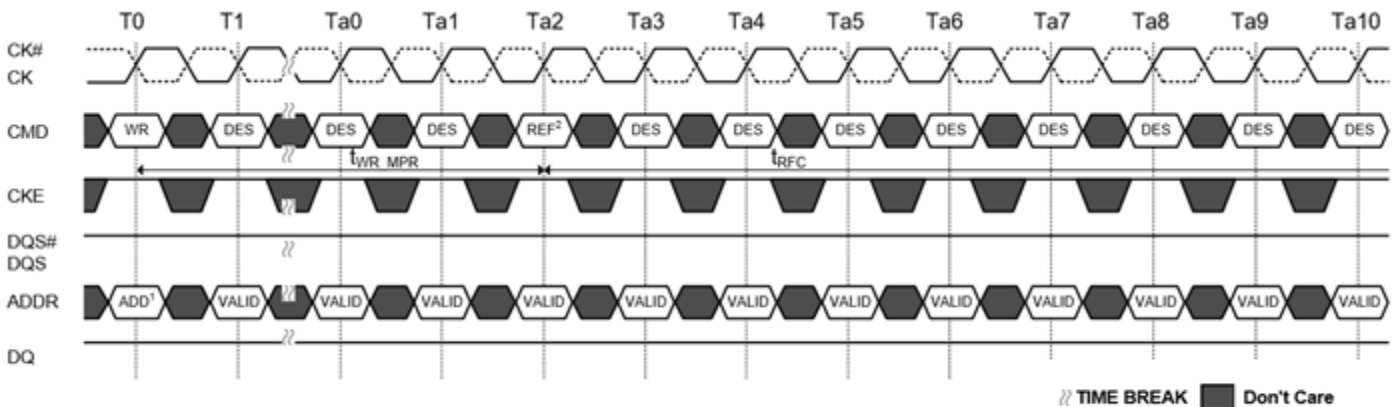 T0 T1 Ta0 Ta1 Ta2 Ta3 Ta4 Ta5 Ta6 Ta7 Ta8 Ta9 Ta10
CK#
CK
CMD WR DES DES DES REF² DES DES DES DES DES DES DES DES
tWR_MPR tRFC
CKE
DQS#
DQS
ADDR ADD¹ VALID VALID VALID VALID VALID VALID VALID VALID VALID VALID VALID VALID
DQ
TIME BREAK Don't Care